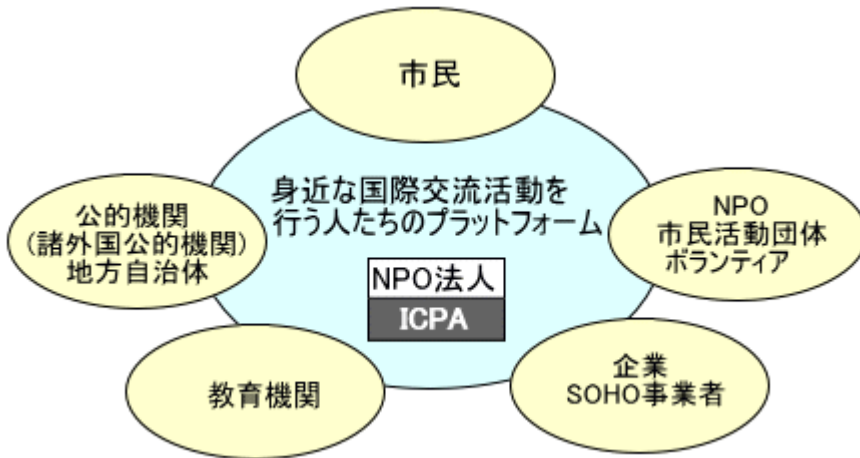 市民
身近な国際交流活動を
行う人たちのプラットフォーム
公的機関
(諸外国公的機関)
地方自治体
NPO
市民活動団体
ボランティア
NPO法人
ICPA
教育機関
企業
SOHO事業者